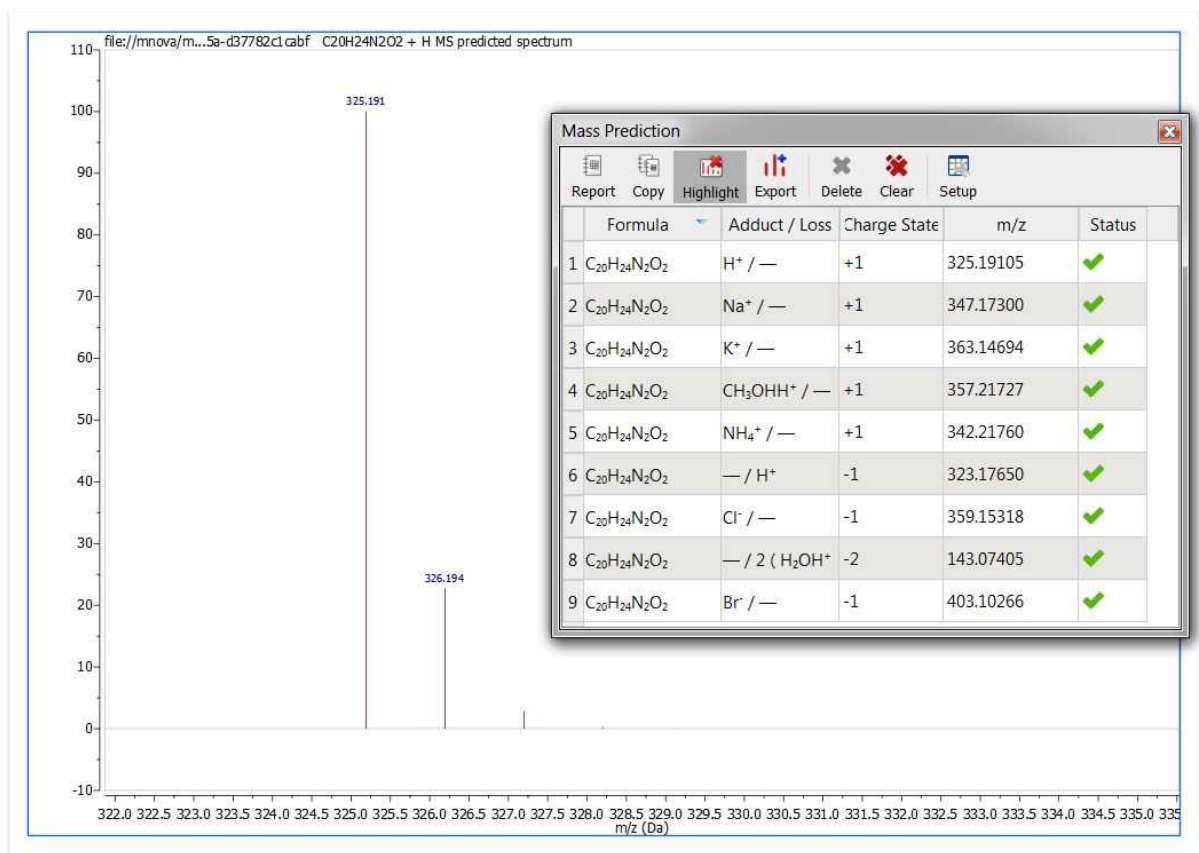 file://mnova/m...5a-d37782c1cabf C20H24N2O2 + H MS predicted spectrum
110
100
90
80
70
60
50
40
30
20
10
0
-10
325.191
326.194
322.0 322.5 323.0 323.5 324.0 324.5 325.0 325.5 326.0 326.5 327.0 327.5 328.0 328.5 329.0 329.5 330.0 330.5 331.0 331.5 332.0 332.5 333.0 333.5 334.0 334.5 335.0 335
m/z (Da)
Mass Prediction
Report Copy Highlight Export Delete Clear Setup
Formula Adduct / Loss Charge State m/z Status
1 C₂₀H₂₄N₂O₂ H⁺ / — +1 325.19105
2 C₂₀H₂₄N₂O₂ Na⁺ / — +1 347.17300
3 C₂₀H₂₄N₂O₂ K⁺ / — +1 363.14694
4 C₂₀H₂₄N₂O₂ CH₃OHH⁺ / — +1 357.21727
5 C₂₀H₂₄N₂O₂ NH₄⁺ / — +1 342.21760
6 C₂₀H₂₄N₂O₂ — / H⁺ -1 323.17650
7 C₂₀H₂₄N₂O₂ Cl⁻ / — -1 359.15318
8 C₂₀H₂₄N₂O₂ — / 2 ( H₂OH⁺ -2 143.07405
9 C₂₀H₂₄N₂O₂ Br⁻ / — -1 403.10266